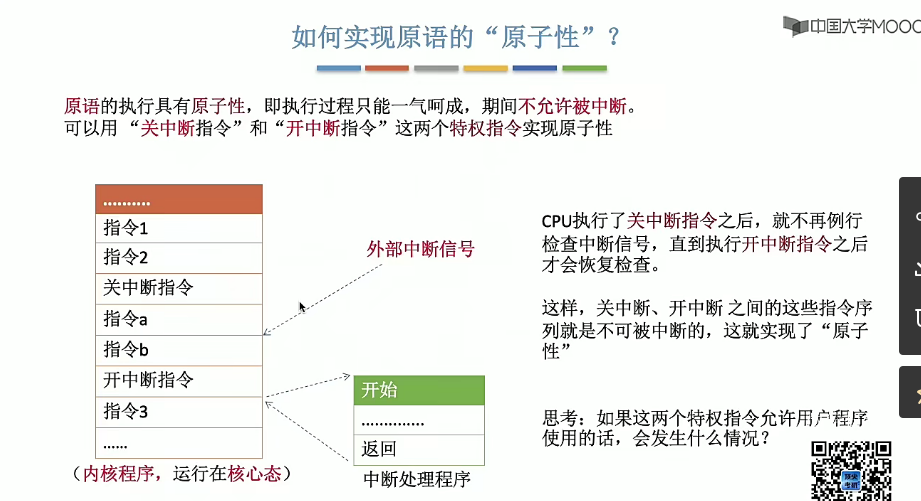 中国大学MOOC
如何实现原语的“原子性”？
原语的执行具有原子性，即执行过程只能一气呵成，期间不允许被中断。
可以用 “关中断指令”和“开中断指令”这两个特权指令实现原子性
..........
指令1
指令2
关中断指令
指令a
指令b
开中断指令
指令3
......
（内核程序，运行在核心态）
外部中断信号
开始
..............
返回
中断处理程序
CPU执行了关中断指令之后，就不再例行
检查中断信号，直到执行开中断指令之后
才会恢复检查。
这样，关中断、开中断 之间的这些指令序
列就是不可被中断的，这就实现了“原子
性”
思考：如果这两个特权指令允许用户程序
使用的话，会发生什么情况？